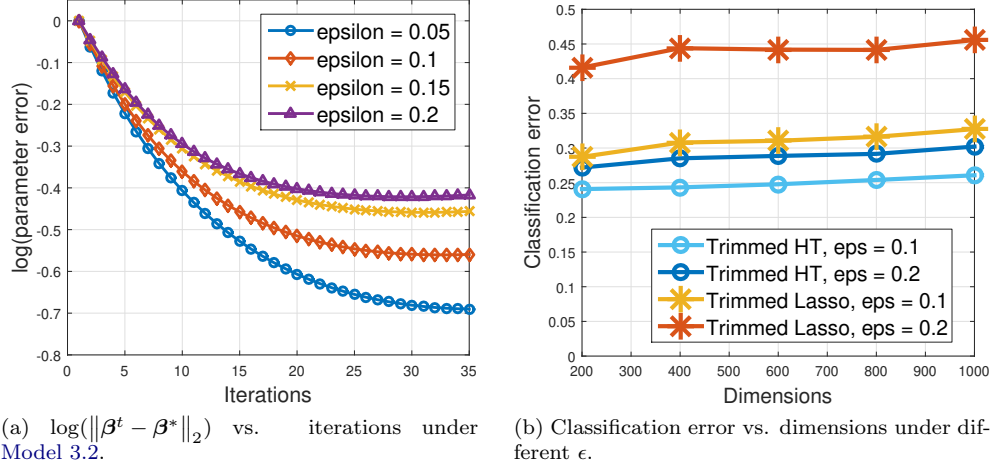 0
-0.1
-0.2
-0.3
-0.4
-0.5
-0.6
-0.7
-0.8
log(parameter error)
epsilon = 0.05
epsilon = 0.1
epsilon = 0.15
epsilon = 0.2
0 5 10 15 20 25 30 35
Iterations
(a) log(‖β^t − β^*‖_2) vs. iterations under
Model 3.2.
0.5
0.45
0.4
0.35
0.3
0.25
0.2
0.15
0.1
0.05
0
Classification error
Trimmed HT, eps = 0.1
Trimmed HT, eps = 0.2
Trimmed Lasso, eps = 0.1
Trimmed Lasso, eps = 0.2
200 300 400 500 600 700 800 900 1000
Dimensions
(b) Classification error vs. dimensions under dif-
ferent ϵ.